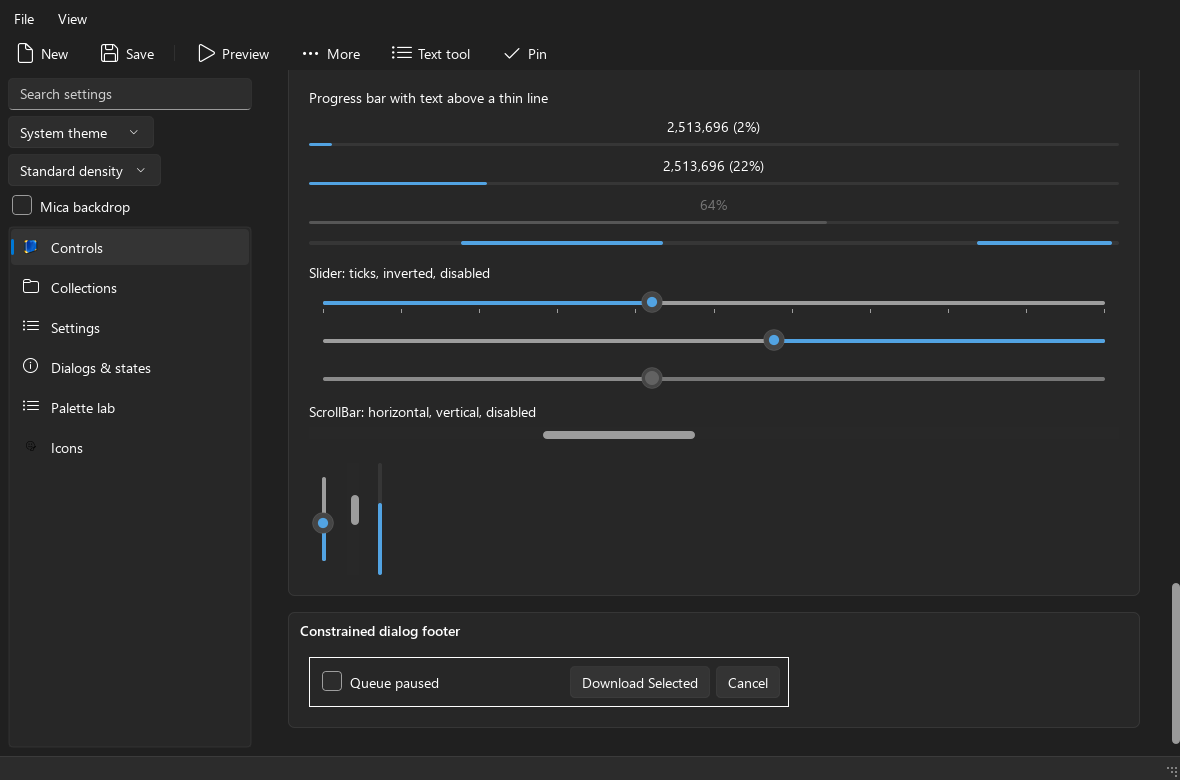 File View
New Save Preview More Text tool Pin
Search settings
System theme
Standard density
Mica backdrop
Controls
Collections
Settings
Dialogs & states
Palette lab
Icons
Progress bar with text above a thin line
2,513,696 (2%)
2,513,696 (22%)
64%
Slider: ticks, inverted, disabled
ScrollBar: horizontal, vertical, disabled
Constrained dialog footer
Queue paused Download Selected Cancel